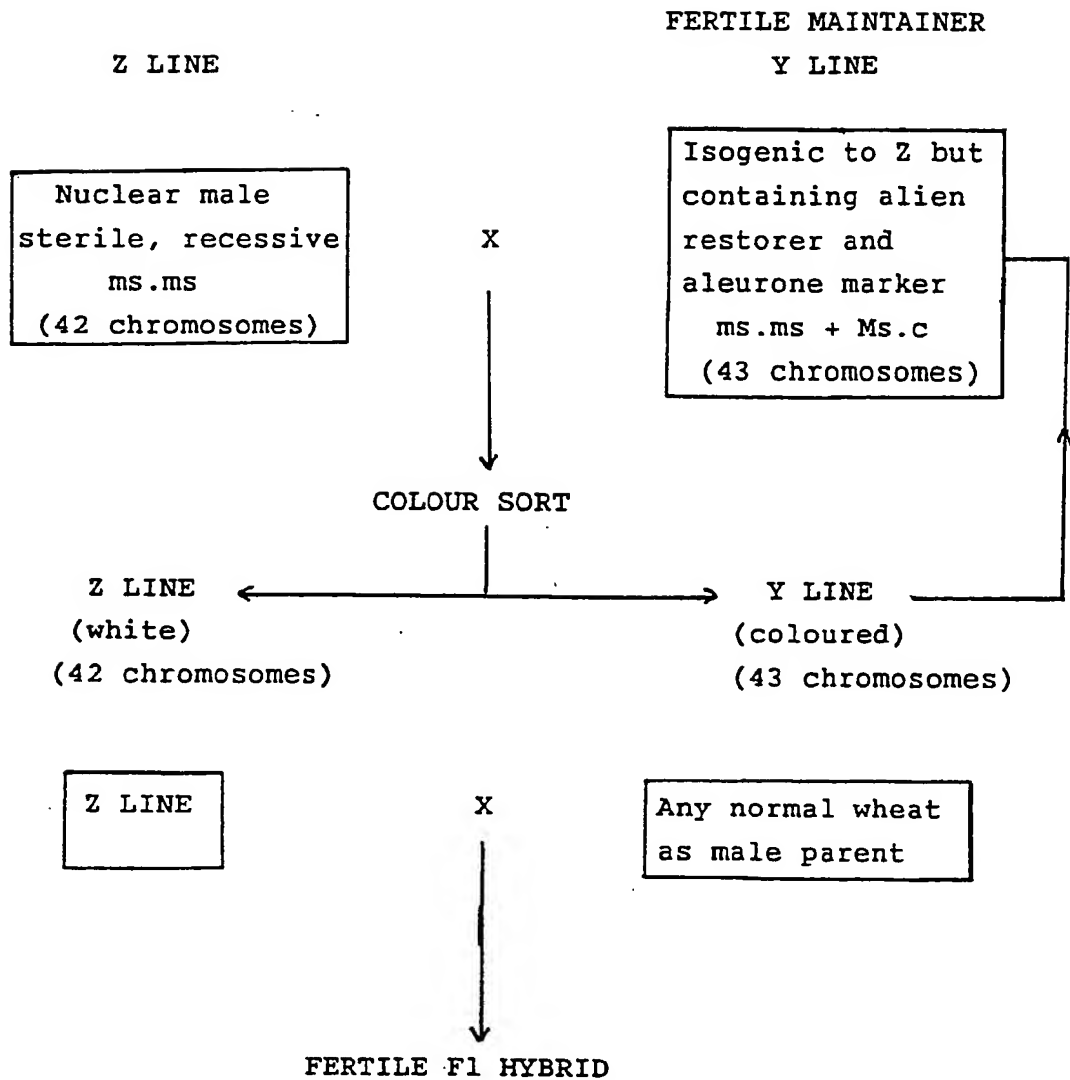 FERTILE MAINTAINER
Z LINE
Y LINE
Nuclear male
sterile, recessive
ms.ms
(42 chromosomes)
X
Isogenic to Z but
containing alien
restorer and
aleurone marker
ms.ms + Ms.c
(43 chromosomes)
COLOUR SORT
Z LINE
(white)
(42 chromosomes)
Y LINE
(coloured)
(43 chromosomes)
Z LINE
X
Any normal wheat
as male parent
FERTILE F1 HYBRID